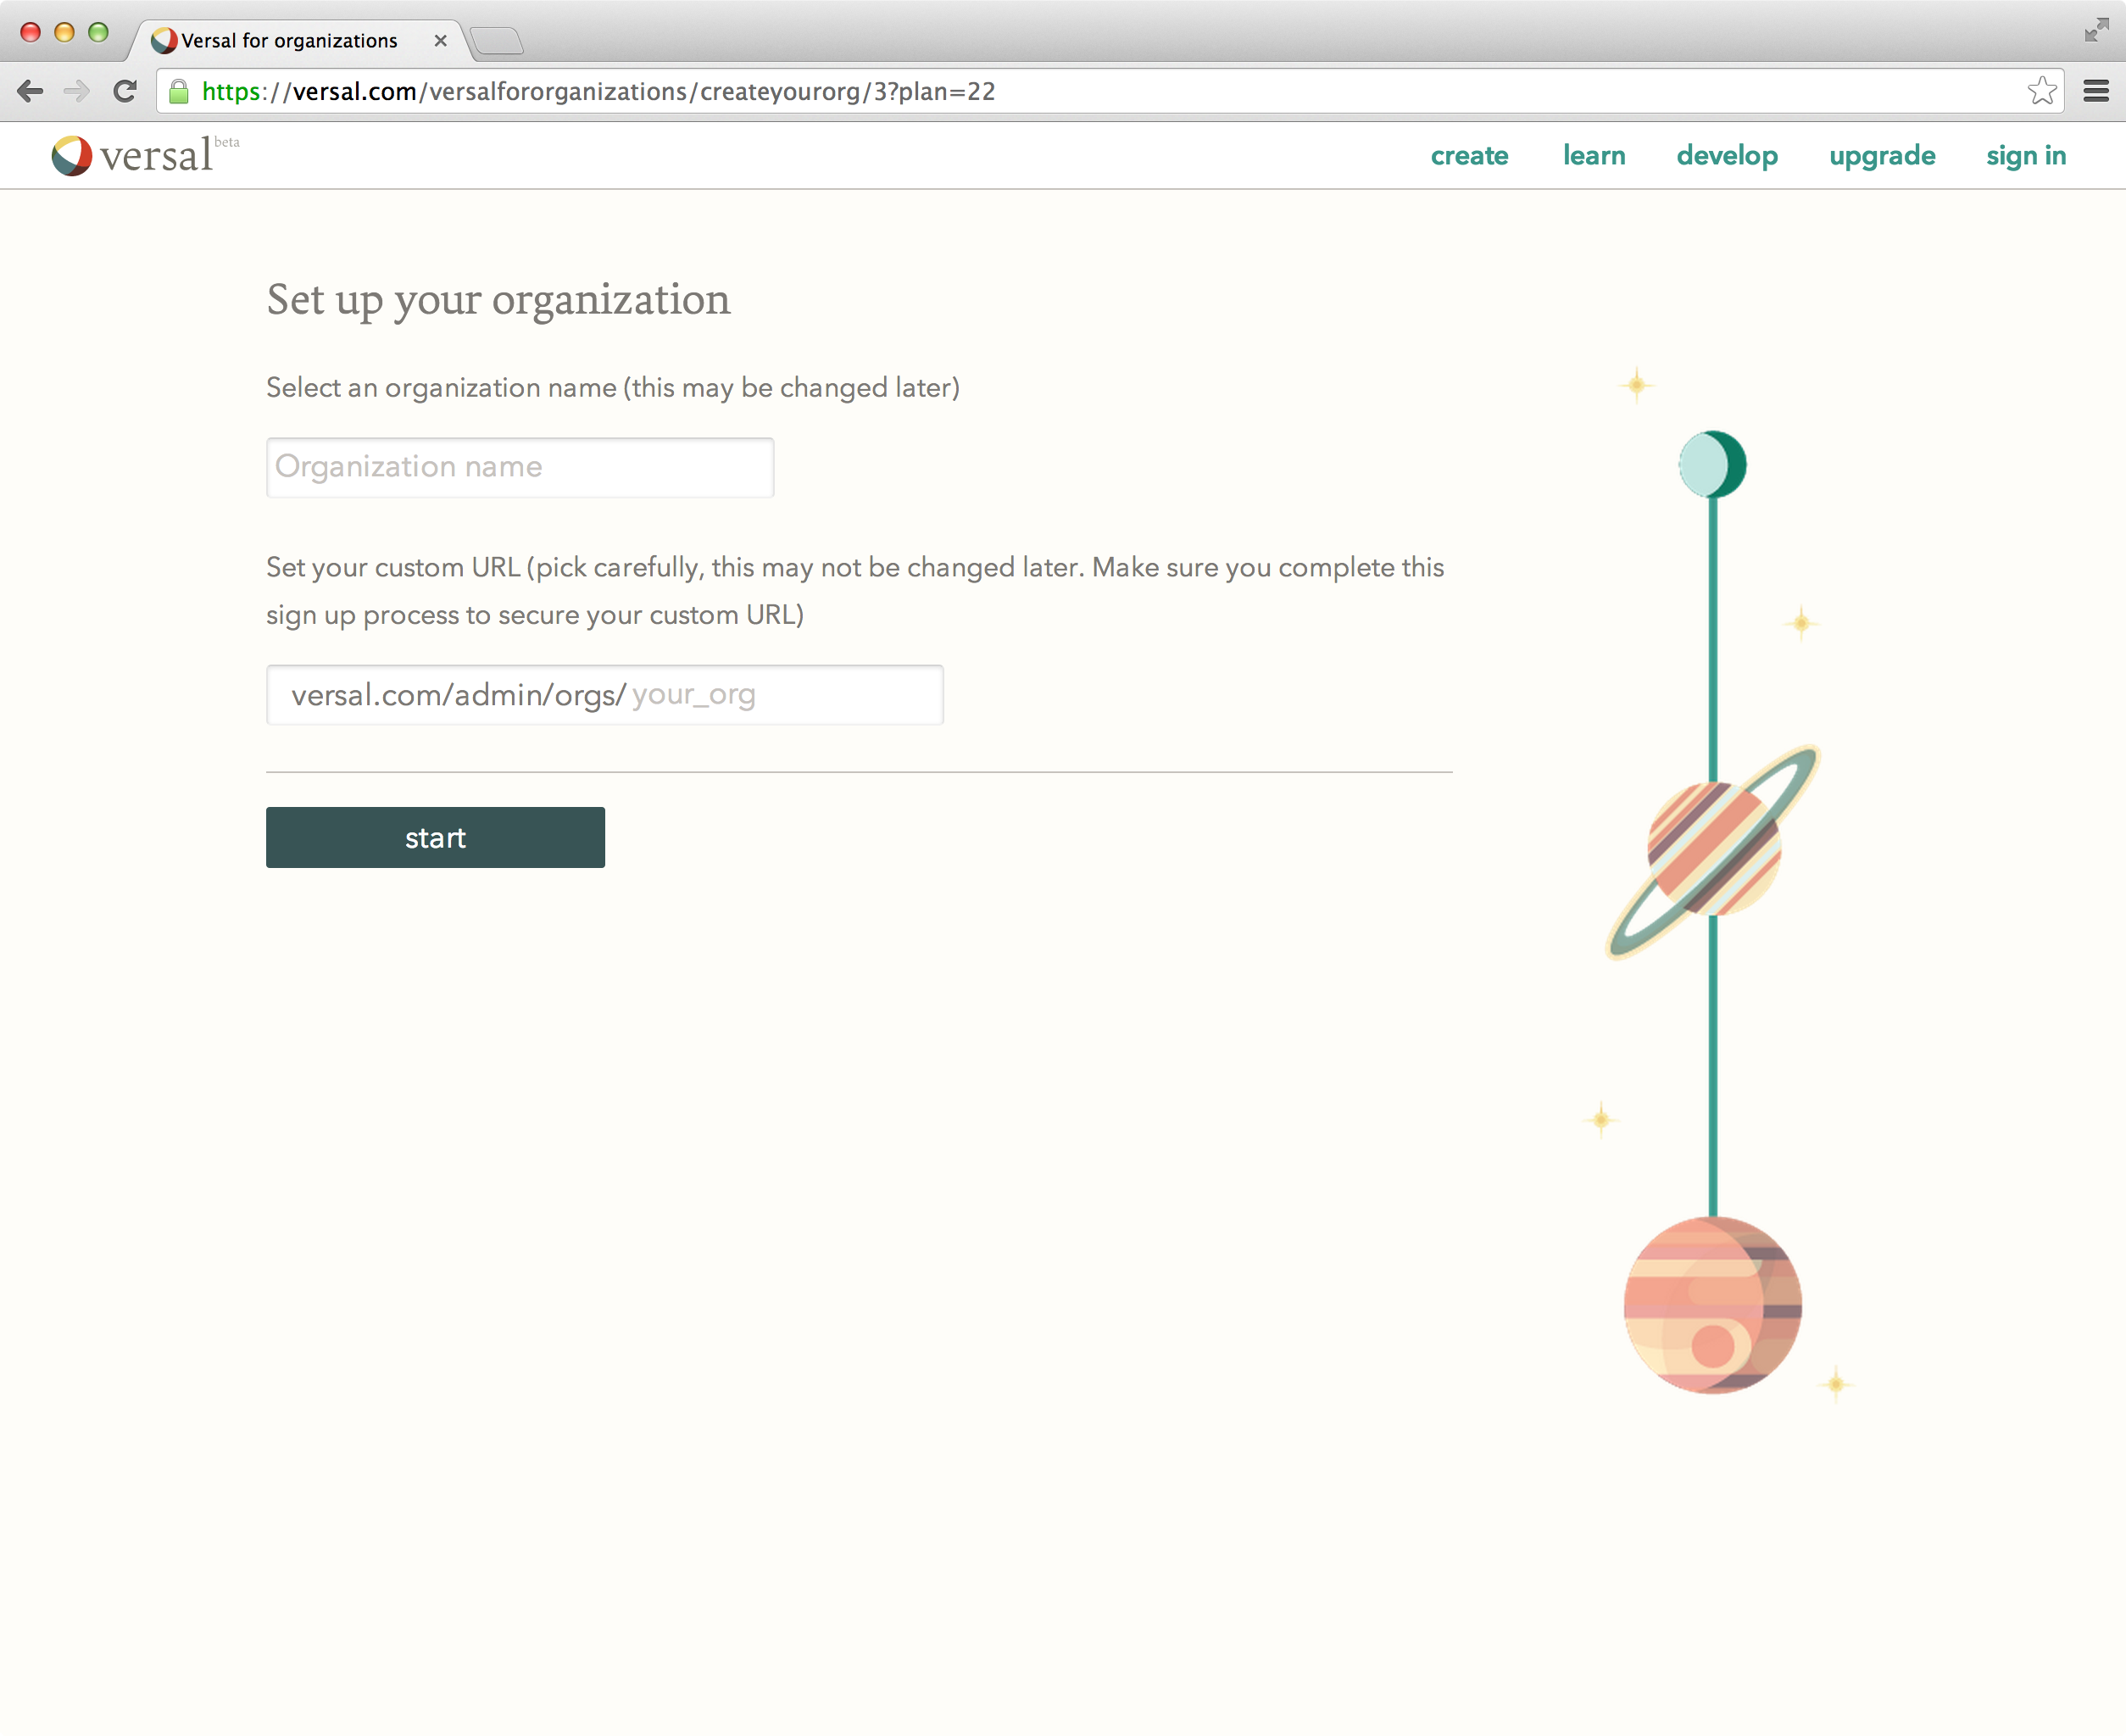 Versal for organizations
https://versal.com/versalfororganizations/createyourorg/3?plan=22
versal beta
create learn develop upgrade sign in
Set up your organization
Select an organization name (this may be changed later)
Organization name
Set your custom URL (pick carefully, this may not be changed later. Make sure you complete this
sign up process to secure your custom URL)
versal.com/admin/orgs/ your_org
start